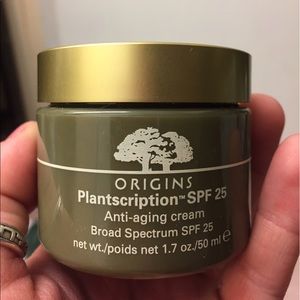 ORIGINS
Plantscription™ SPF 25
Anti-aging cream
Broad Spectrum SPF 25
net wt./poids net 1.7 oz./50 ml ℮